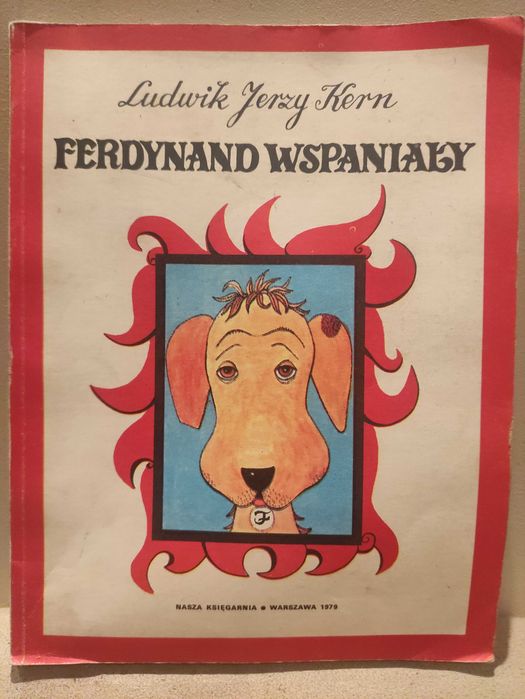 Ludwik Jerzy Kern
FERDYNAND WSPANIAŁY
F
NASZA KSIĘGARNIA ● WARSZAWA 1979